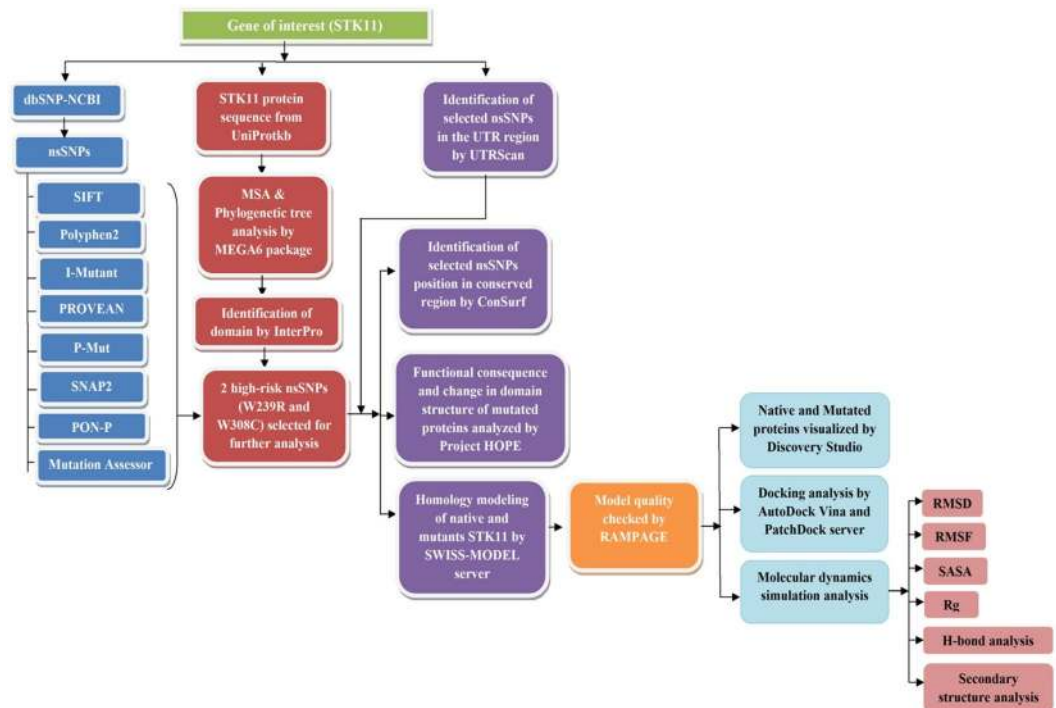 Gene of interest (STK11)
dbSNP-NCBI
nsSNPs
SIFT
Polyphen2
I-Mutant
PROVEAN
P-Mut
SNAP2
PON-P
Mutation Assessor
STK11 protein
sequence from
UniProtkb
MSA &
Phylogenetic tree
analysis by
MEGA6 package
Identification of
domain by InterPro
2 high-risk nsSNPs
(W239R and
W308C) selected for
further analysis
Identification of
selected nsSNPs
in the UTR region
by UTRScan
Identification of
selected nsSNPs
position in conserved
region by ConSurf
Functional consequence
and change in domain
structure of mutated
proteins analyzed by
Project HOPE
Homology modeling
of native and
mutants STK11 by
SWISS-MODEL
server
Model quality
checked by
RAMPAGE
Native and Mutated
proteins visualized by
Discovery Studio
Docking analysis by
AutoDock Vina and
PatchDock server
Molecular dynamics
simulation analysis
RMSD
RMSF
SASA
Rg
H-bond analysis
Secondary
structure analysis